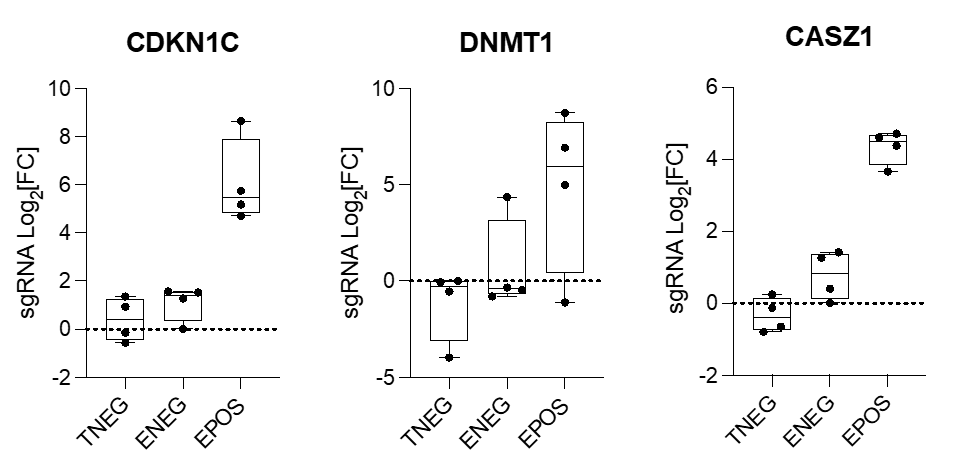 CDKN1C
sgRNA Log2[FC]
10
8
6
4
2
0
-2
TNEG
ENEG
EPOS
DNMT1
sgRNA Log2[FC]
10
5
0
-5
TNEG
ENEG
EPOS
CASZ1
sgRNA Log2[FC]
6
4
2
0
-2
TNEG
ENEG
EPOS